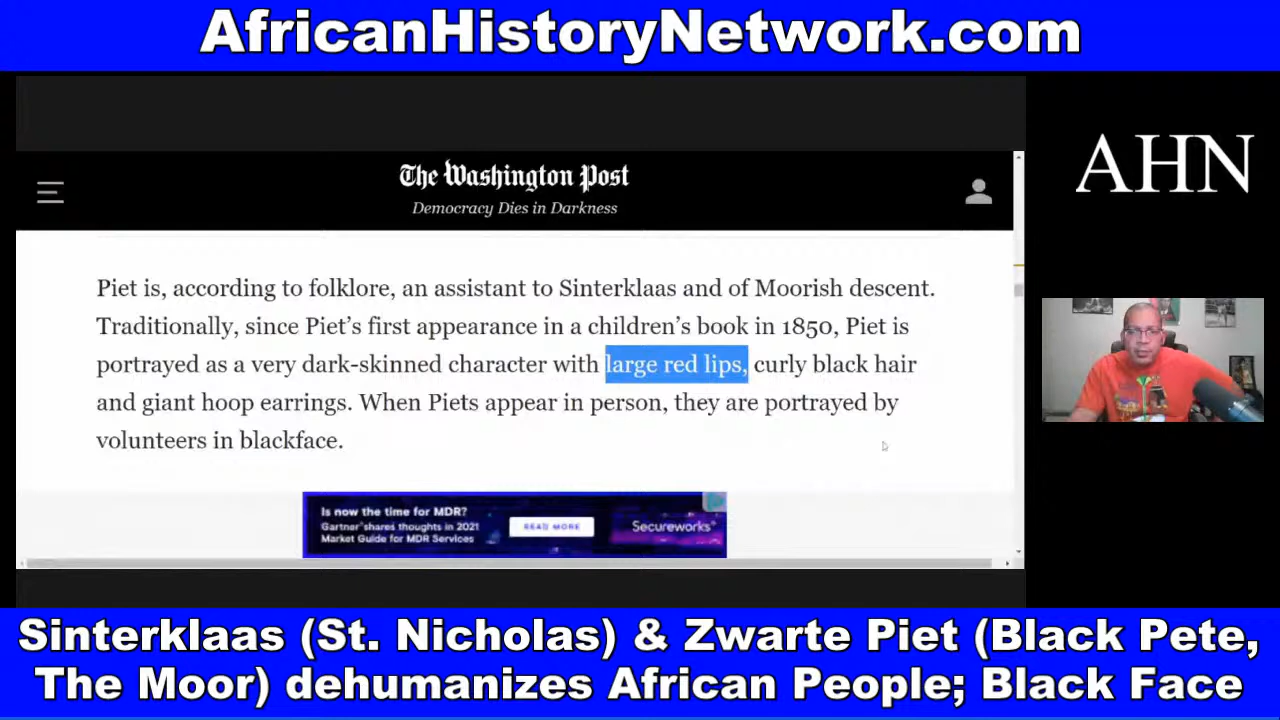 AfricanHistoryNetwork.com
AHN
The Washington Post
Democracy Dies in Darkness
Piet is, according to folklore, an assistant to Sinterklaas and of Moorish descent.
Traditionally, since Piet’s first appearance in a children’s book in 1850, Piet is
portrayed as a very dark-skinned character with large red lips, curly black hair
and giant hoop earrings. When Piets appear in person, they are portrayed by
volunteers in blackface.
Is now the time for MDR?
Gartner® shares thoughts in 2021
Market Guide for MDR Services
READ MORE
Secureworks®
Sinterklaas (St. Nicholas) & Zwarte Piet (Black Pete,
The Moor) dehumanizes African People; Black Face